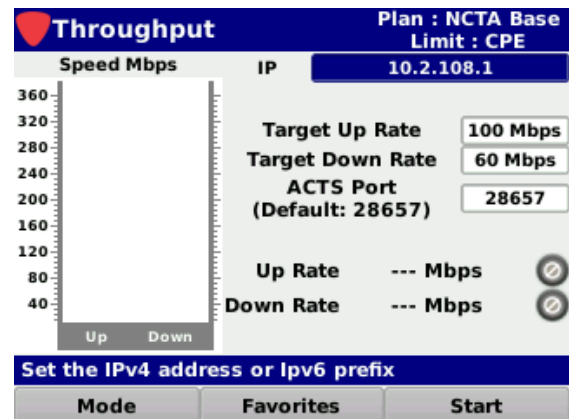 Throughput
Plan : NCTA Base
Limit : CPE
Speed Mbps
IP 10.2.108.1
360
320
280
240
200
160
120
80
40
Up Down
Target Up Rate 100 Mbps
Target Down Rate 60 Mbps
ACTS Port
(Default: 28657) 28657
Up Rate --- Mbps
Down Rate --- Mbps
Set the IPv4 address or Ipv6 prefix
Mode Favorites Start